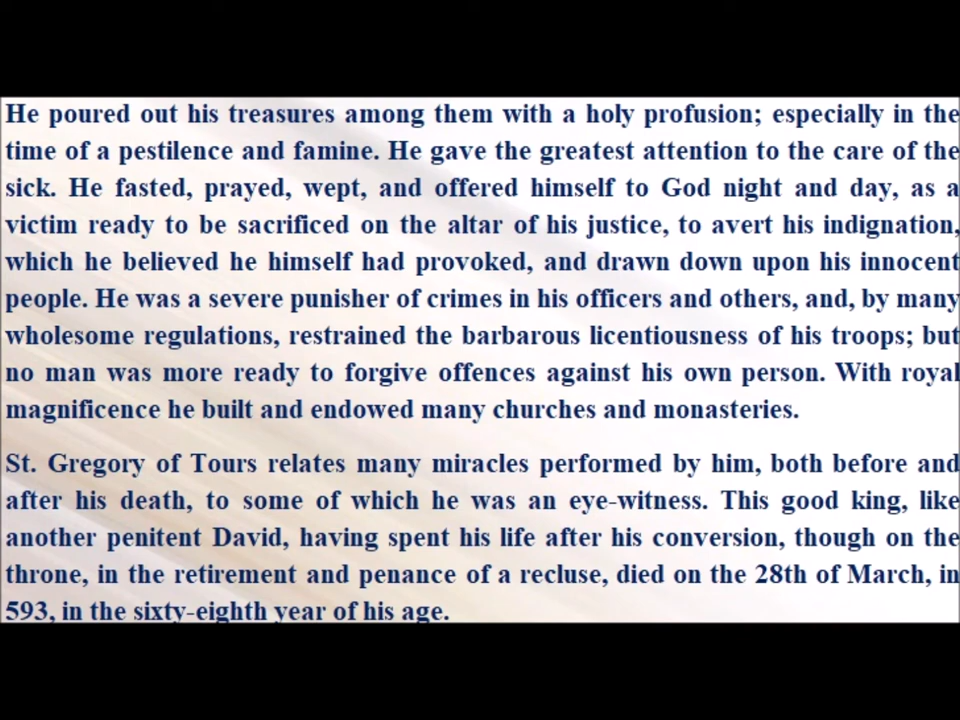 He poured out his treasures among them with a holy profusion; especially in the
time of a pestilence and famine. He gave the greatest attention to the care of the
sick. He fasted, prayed, wept, and offered himself to God night and day, as a
victim ready to be sacrificed on the altar of his justice, to avert his indignation,
which he believed he himself had provoked, and drawn down upon his innocent
people. He was a severe punisher of crimes in his officers and others, and, by many
wholesome regulations, restrained the barbarous licentiousness of his troops; but
no man was more ready to forgive offences against his own person. With royal
magnificence he built and endowed many churches and monasteries.
St. Gregory of Tours relates many miracles performed by him, both before and
after his death, to some of which he was an eye-witness. This good king, like
another penitent David, having spent his life after his conversion, though on the
throne, in the retirement and penance of a recluse, died on the 28th of March, in
593, in the sixty-eighth year of his age.